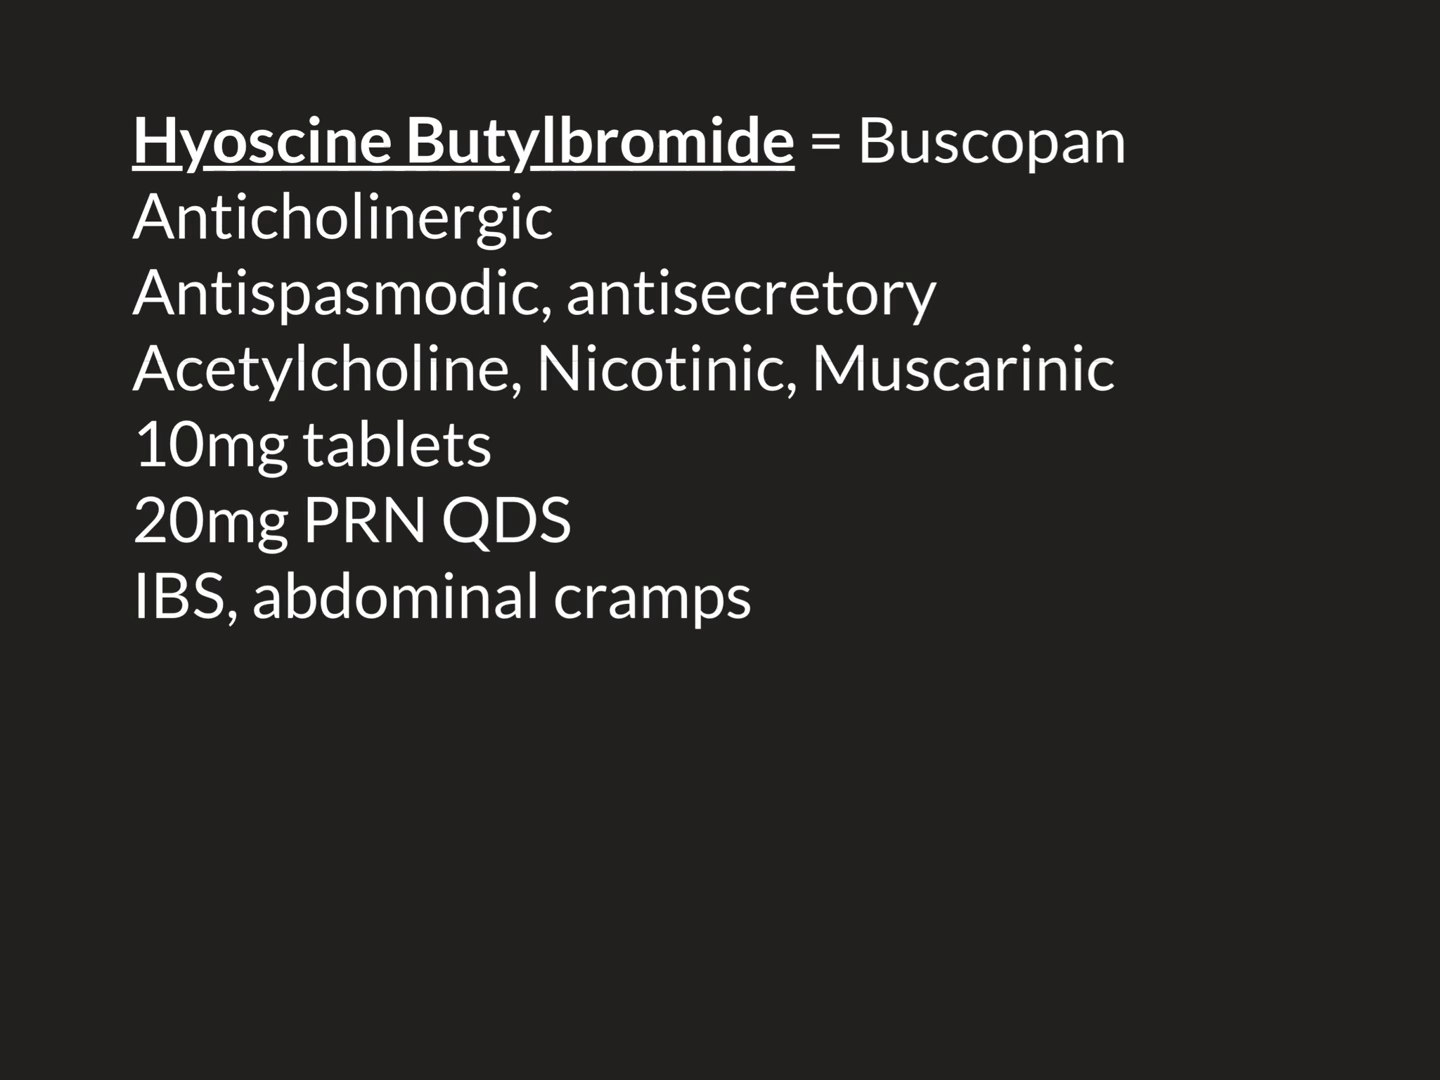 Hyoscine Butylbromide = Buscopan
Anticholinergic
Antispasmodic, antisecretory
Acetylcholine, Nicotinic, Muscarinic
10mg tablets
20mg PRN QDS
IBS, abdominal cramps